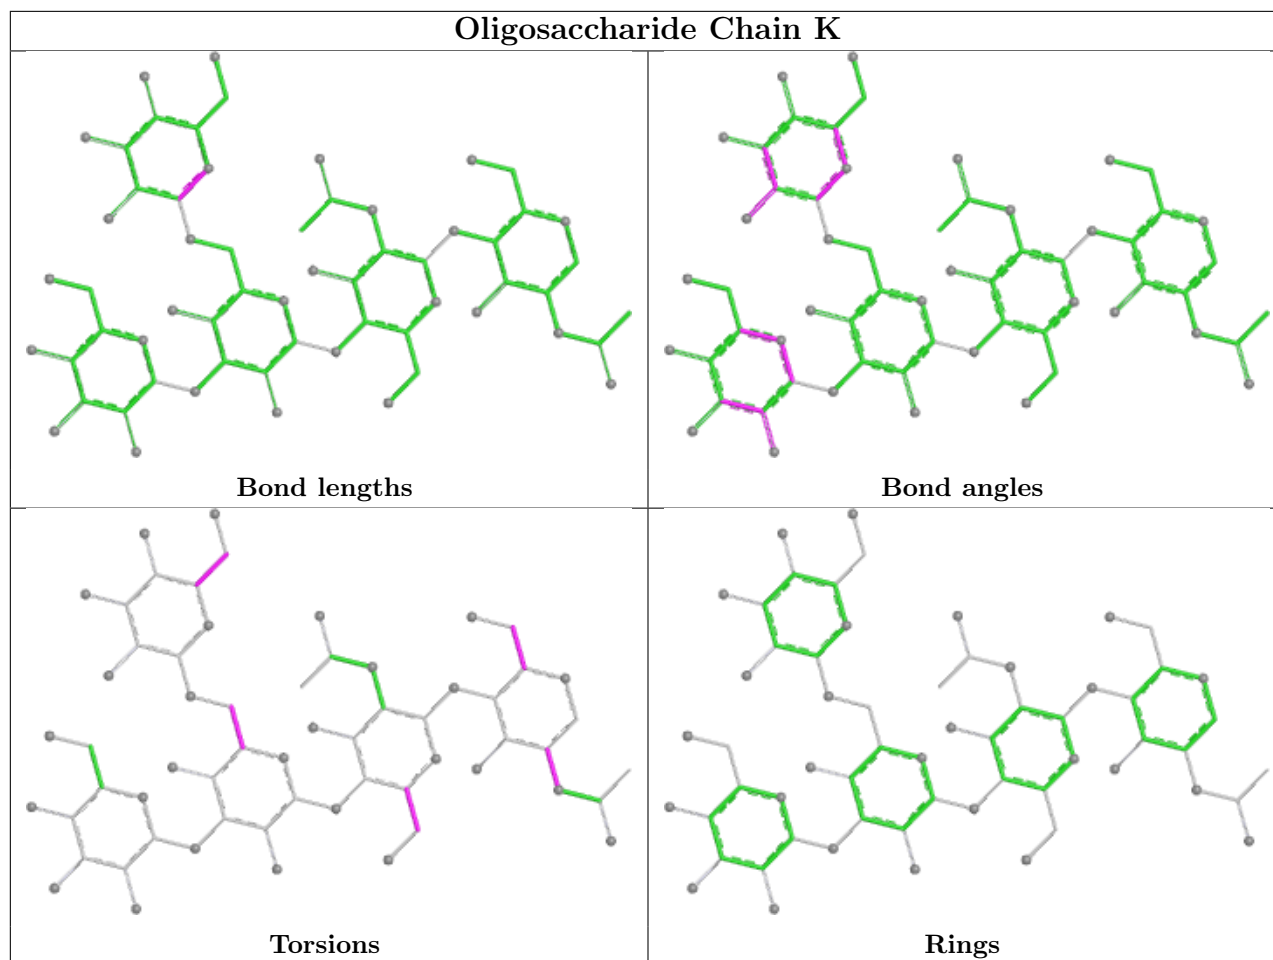 Oligosaccharide Chain K
Bond lengths
Bond angles
Torsions
Rings